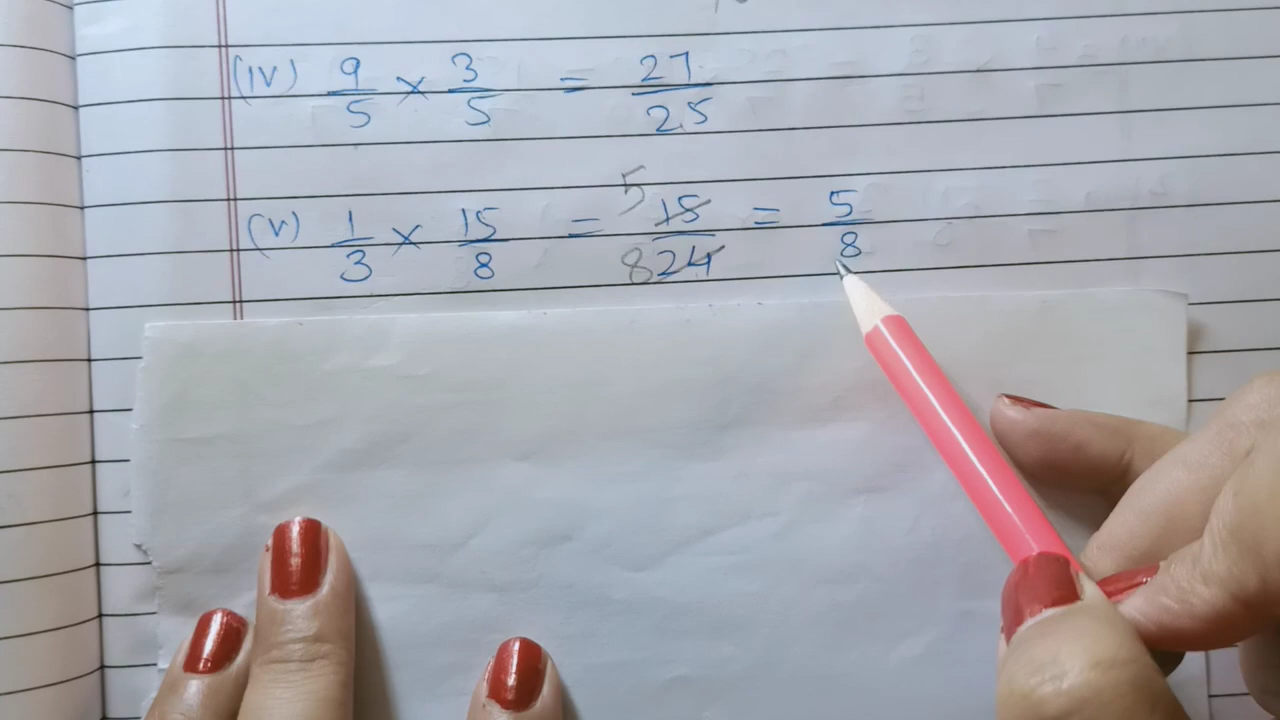 (IV) 9/5 × 3/5 = 27/25
(V) 1/3 × 15/8 = 5 15/8 24 = 5/8